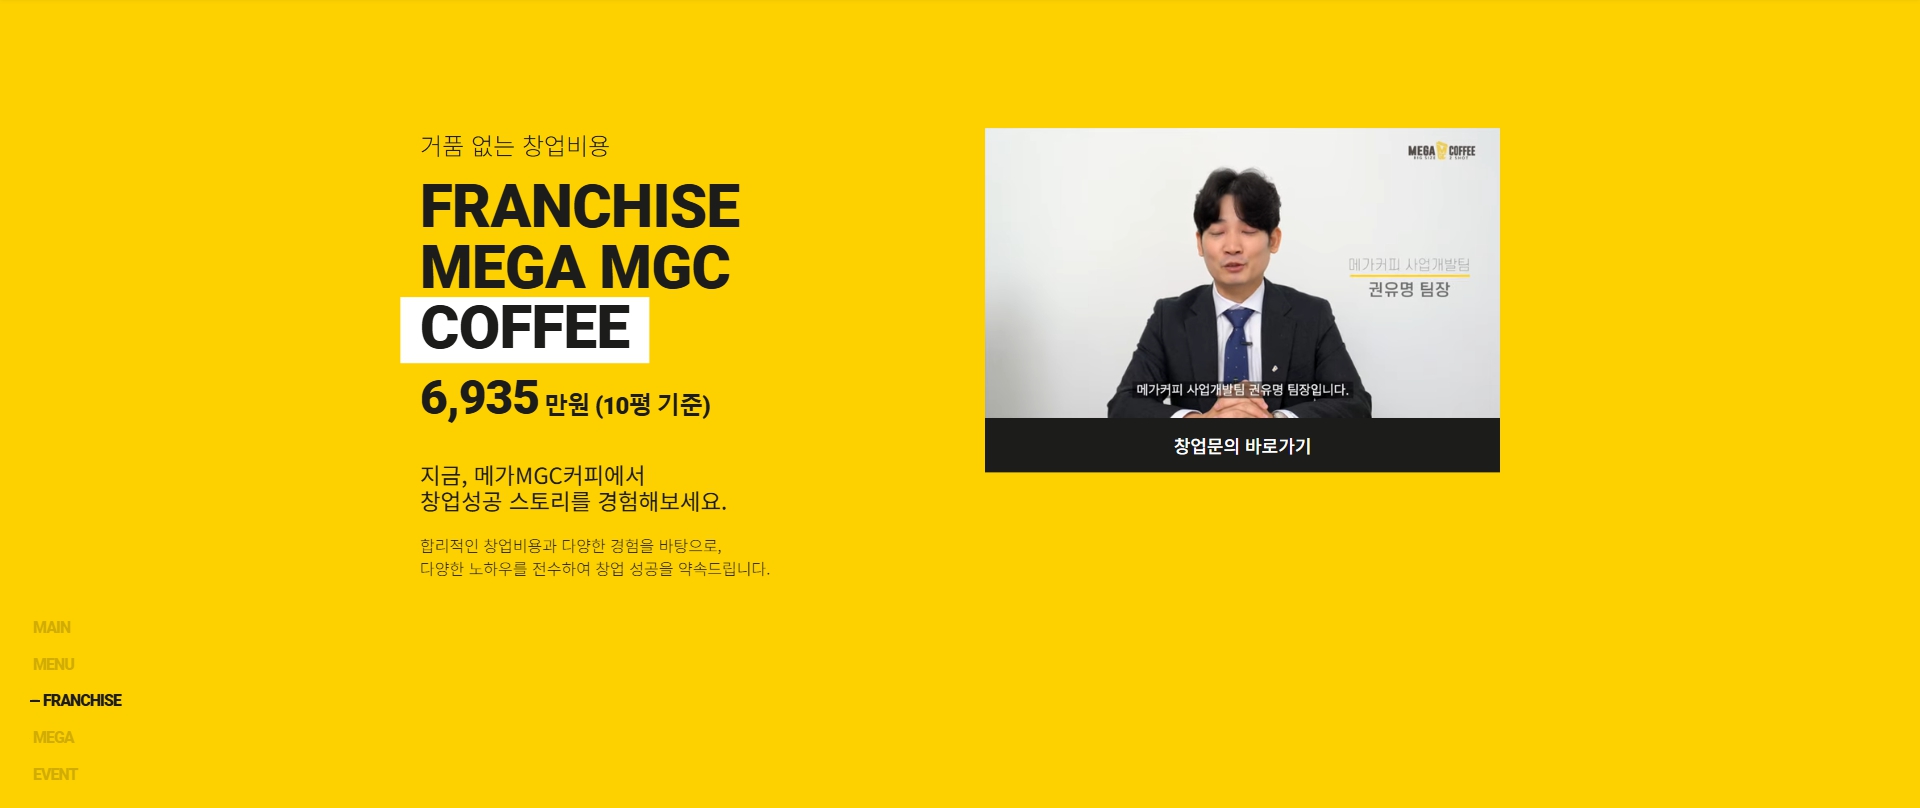 거품 없는 창업비용
FRANCHISE
MEGA MGC
COFFEE
6,935 만원 (10평 기준)
지금, 메가MGC커피에서
창업성공 스토리를 경험해보세요.
합리적인 창업비용과 다양한 경험을 바탕으로,
다양한 노하우를 전수하여 창업 성공을 약속드립니다.
MEGA COFFEE
메가커피 사업개발팀
권유명 팀장
메가커피 사업개발팀 권유명 팀장입니다.
창업문의 바로가기
MAIN
MENU
– FRANCHISE
MEGA
EVENT